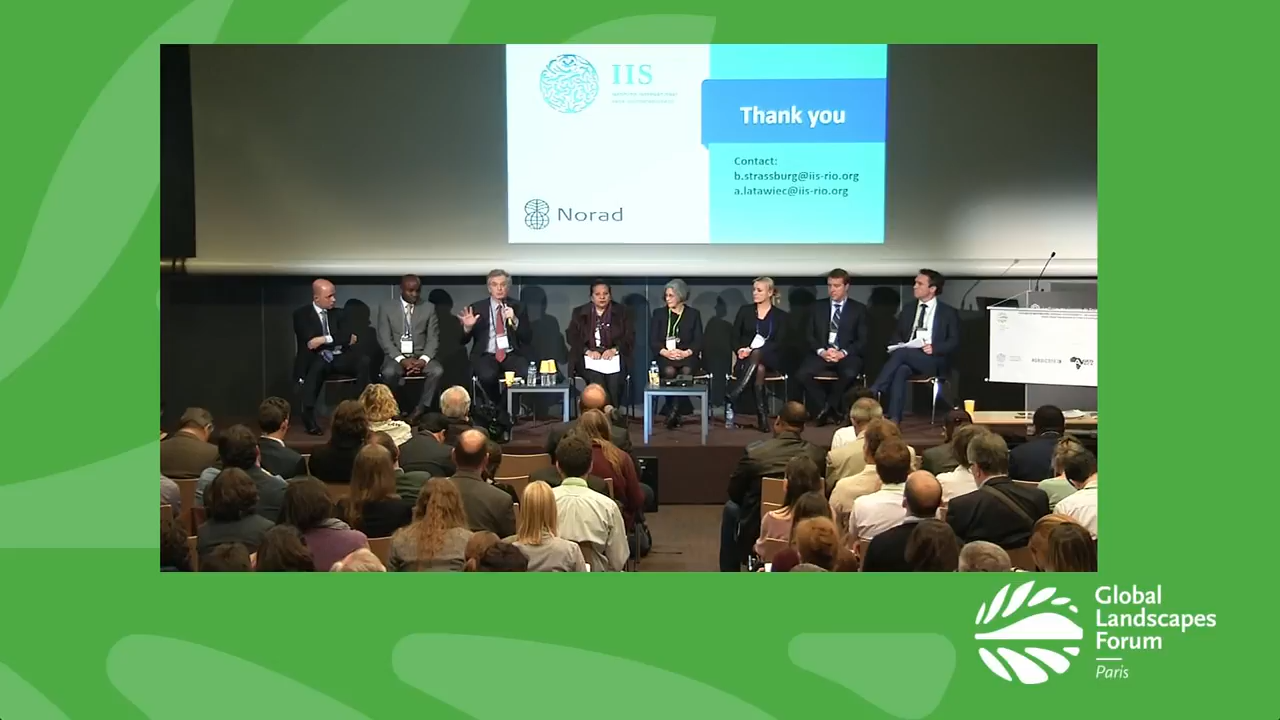 IIS
Thank you
Contact:
b.strassburg@iis-rio.org
a.latawiec@iis-rio.org
Norad
Global
Landscapes
Forum
Paris